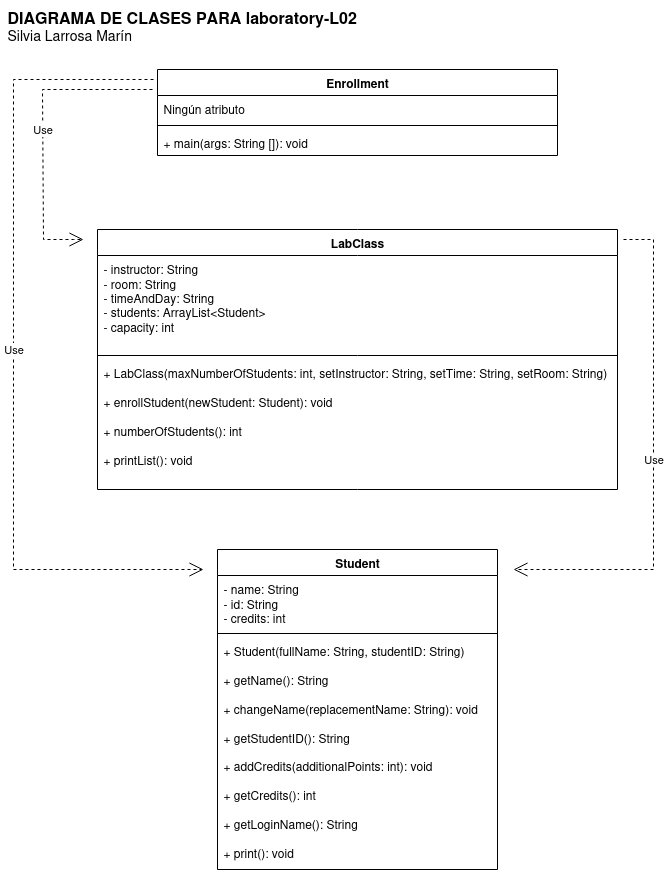 DIAGRAMA DE CLASES PARA laboratory-L02
Silvia Larrosa Marín
Enrollment
Ningún atributo
+ main(args: String []): void
Use
LabClass
- instructor: String
- room: String
- timeAndDay: String
- students: ArrayList<Student>
- capacity: int
Use
+ LabClass(maxNumberOfStudents: int, setInstructor: String, setTime: String, setRoom: String)
+ enrollStudent(newStudent: Student): void
+ numberOfStudents(): int
+ printList(): void
Use
Student
- name: String
- id: String
- credits: int
+ Student(fullName: String, studentID: String)
+ getName(): String
+ changeName(replacementName: String): void
+ getStudentID(): String
+ addCredits(additionalPoints: int): void
+ getCredits(): int
+ getLoginName(): String
+ print(): void